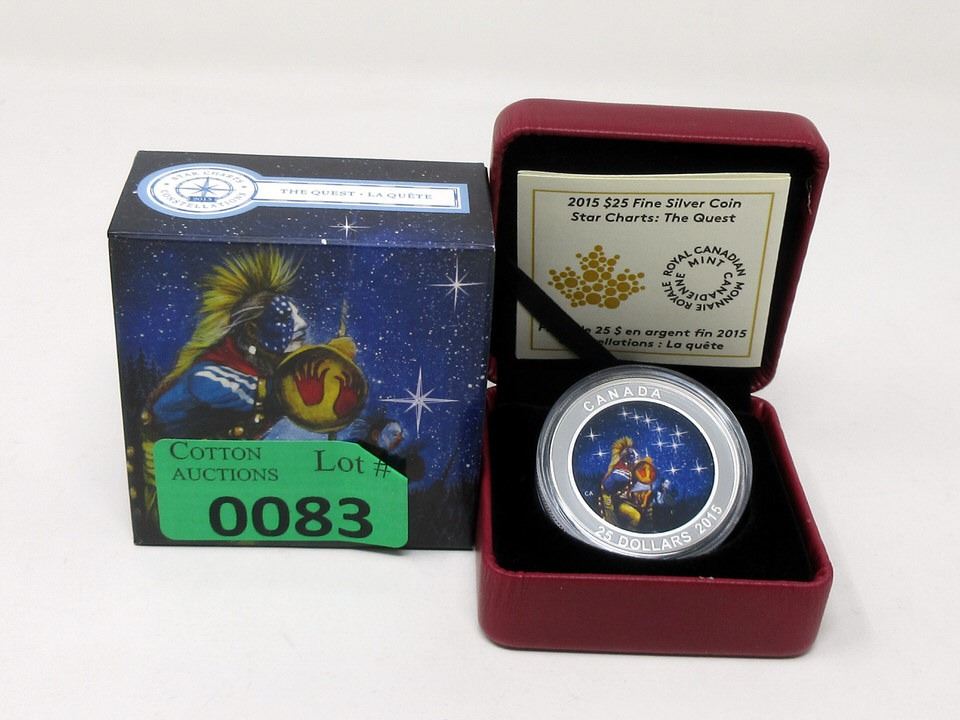 STAR CHARTS
2015
CONSTELLATIONS
THE QUEST • LA QUÊTE
COTTON
AUCTIONS
Lot #
0083
2015 $25 Fine Silver Coin
Star Charts: The Quest
ROYAL CANADIAN MINT
MONNAIE ROYALE CANADIENNE
de 25 $ en argent fin 2015
: La quête
CANADA
CA
25 DOLLARS 2015